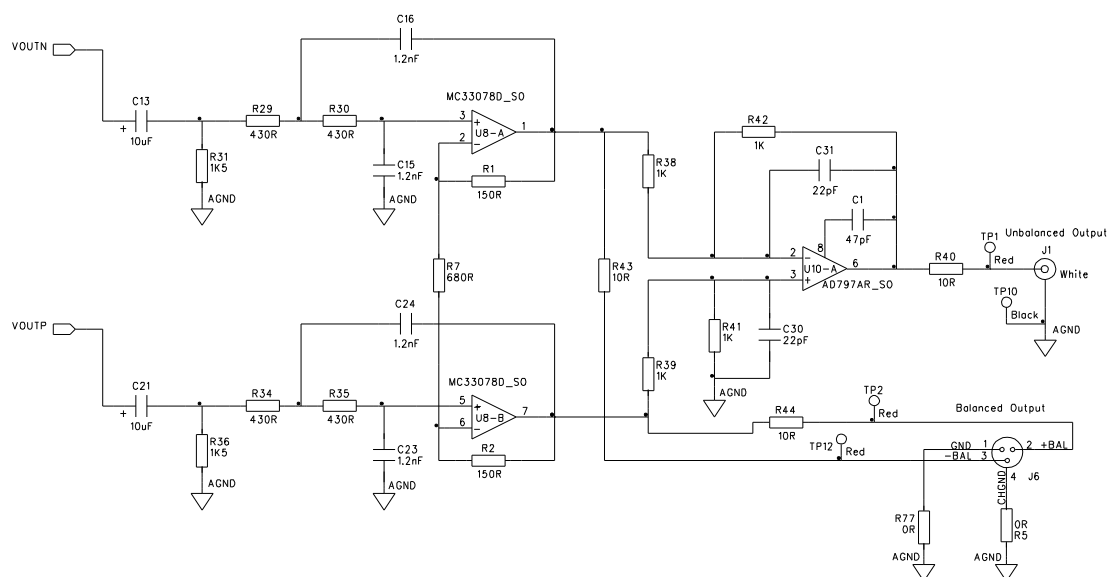 C16
1.2nF
VOUTN
C13
+
10uF
R29
430R
R30
430R
MC33078D_SO
3
+
2
-
U8-A
1
R31
1K5
AGND
C15
1.2nF
AGND
R1
150R
R42
1K
C31
22pF
R38
1K
C1
47pF
8
2
-
3
+
U10-A
6
AD797AR_SO
R40
10R
TP1
Red
Unbalanced Output
J1
White
TP10
Black
AGND
R7
680R
R43
10R
C24
1.2nF
VOUTP
R41
1K
C30
22pF
AGND
R39
1K
C21
+
10uF
R34
430R
R35
430R
MC33078D_SO
5
+
6
-
U8-B
7
R36
1K5
AGND
C23
1.2nF
AGND
R2
150R
R44
10R
TP2
Red
TP12
Red
Balanced Output
GND
1
2
+BAL
-BAL
3
4
J6
CHGND
R77
0R
AGND
0R
R5
AGND